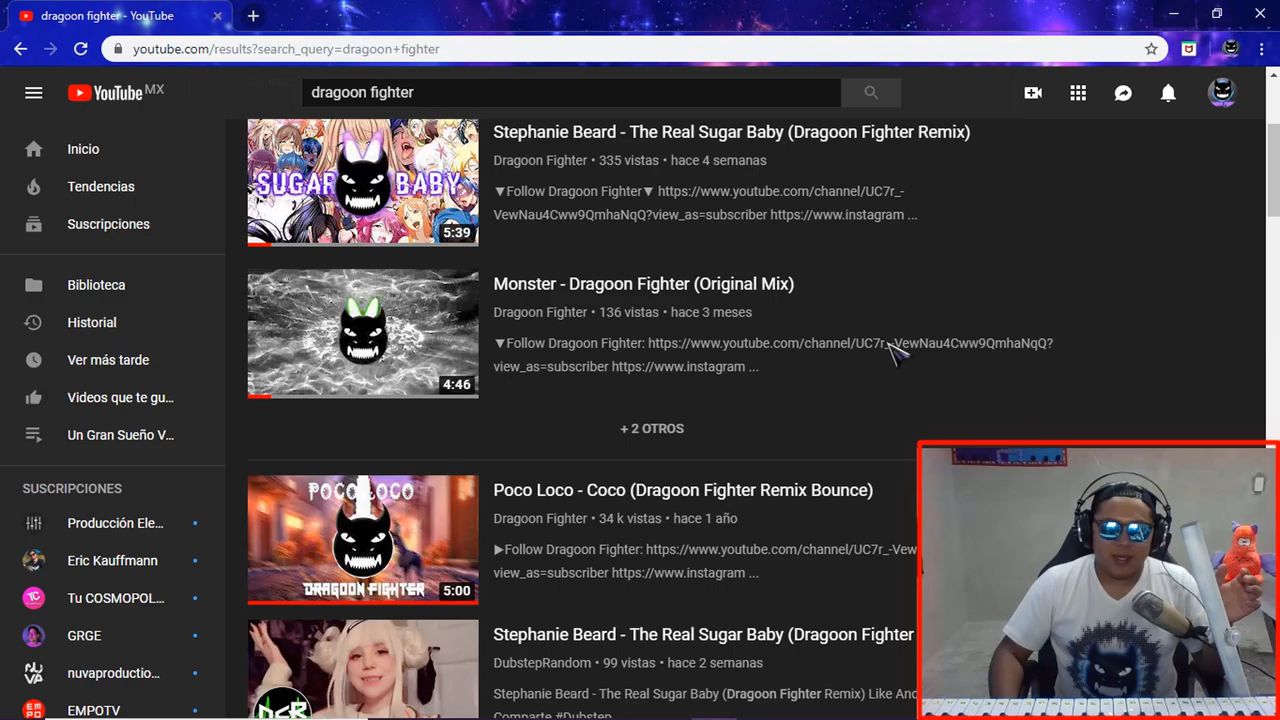 dragoon fighter - YouTube
youtube.com/results?search_query=dragoon+fighter
YouTube MX
dragoon fighter
Inicio
Tendencias
Suscripciones
Biblioteca
Historial
Ver más tarde
Videos que te gu...
Un Gran Sueño V...
SUSCRIPCIONES
Producción Ele...
Eric Kauffmann
Tu COSMOPOL...
GRGE
nuvaproductio...
EMPOTV
SUGAR BABY
5:39
Stephanie Beard - The Real Sugar Baby (Dragoon Fighter Remix)
Dragoon Fighter • 335 vistas • hace 4 semanas
▼Follow Dragoon Fighter▼ https://www.youtube.com/channel/UC7r_-
VewNau4Cww9QmhaNqQ?view_as=subscriber https://www.instagram ...
4:46
Monster - Dragoon Fighter (Original Mix)
Dragoon Fighter • 136 vistas • hace 3 meses
▼Follow Dragoon Fighter: https://www.youtube.com/channel/UC7r_-VewNau4Cww9QmhaNqQ?
view_as=subscriber https://www.instagram ...
+ 2 OTROS
POCO LOCO
DRAGOON FIGHTER
5:00
Poco Loco - Coco (Dragoon Fighter Remix Bounce)
Dragoon Fighter • 34 k vistas • hace 1 año
▶Follow Dragoon Fighter: https://www.youtube.com/channel/UC7r_-Vew
view_as=subscriber https://www.instagram ...
Stephanie Beard - The Real Sugar Baby (Dragoon Fighter
DubstepRandom • 99 vistas • hace 2 semanas
Stephanie Beard - The Real Sugar Baby (Dragoon Fighter Remix) Like And
Comparte #Dubstep